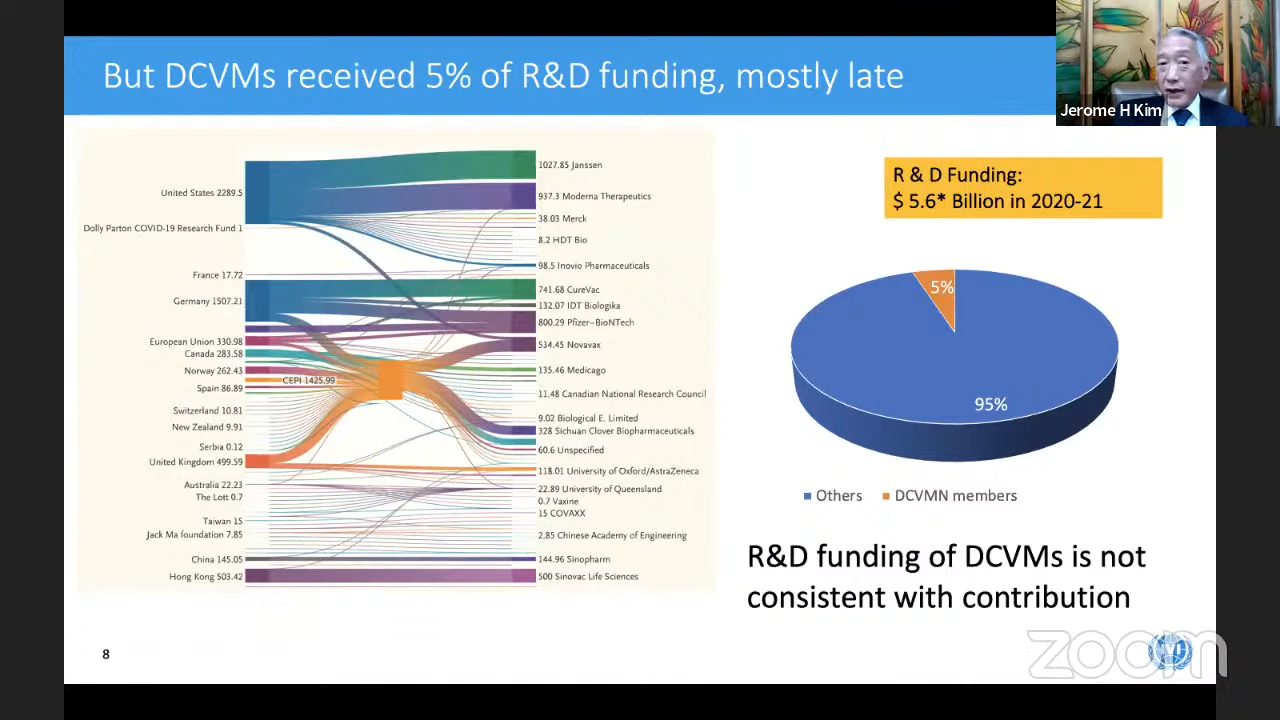 But DCVMs received 5% of R&D funding, mostly late
Jerome H Kim
United States 2289.5
Dolly Parton COVID-19 Research Fund 1
France 17.72
Germany 1507.21
European Union 330.98
Canada 283.58
Norway 262.43
CEPI 1425.99
Spain 86.89
Switzerland 10.81
New Zealand 9.91
Serbia 0.12
United Kingdom 499.59
Australia 22.23
The Lott 0.7
Taiwan 15
Jack Ma foundation 7.85
China 145.05
Hong Kong 503.42
1027.85 Janssen
937.3 Moderna Therapeutics
38.03 Merck
8.2 HDT Bio
98.5 Inovio Pharmaceuticals
741.68 CureVac
132.07 IDT Biologika
800.29 Pfizer–BioNTech
534.45 Novavax
135.46 Medicago
11.48 Canadian National Research Council
9.02 Biological E. Limited
328 Sichuan Clover Biopharmaceuticals
60.6 Unspecified
118.01 University of Oxford/AstraZeneca
22.89 University of Queensland
0.7 Vaxine
15 COVAXX
2.85 Chinese Academy of Engineering
144.96 Sinopharm
500 Sinovac Life Sciences
R & D Funding:
$ 5.6* Billion in 2020-21
5%
95%
Others
DCVMN members
R&D funding of DCVMs is not
consistent with contribution
8
zoom
IVI